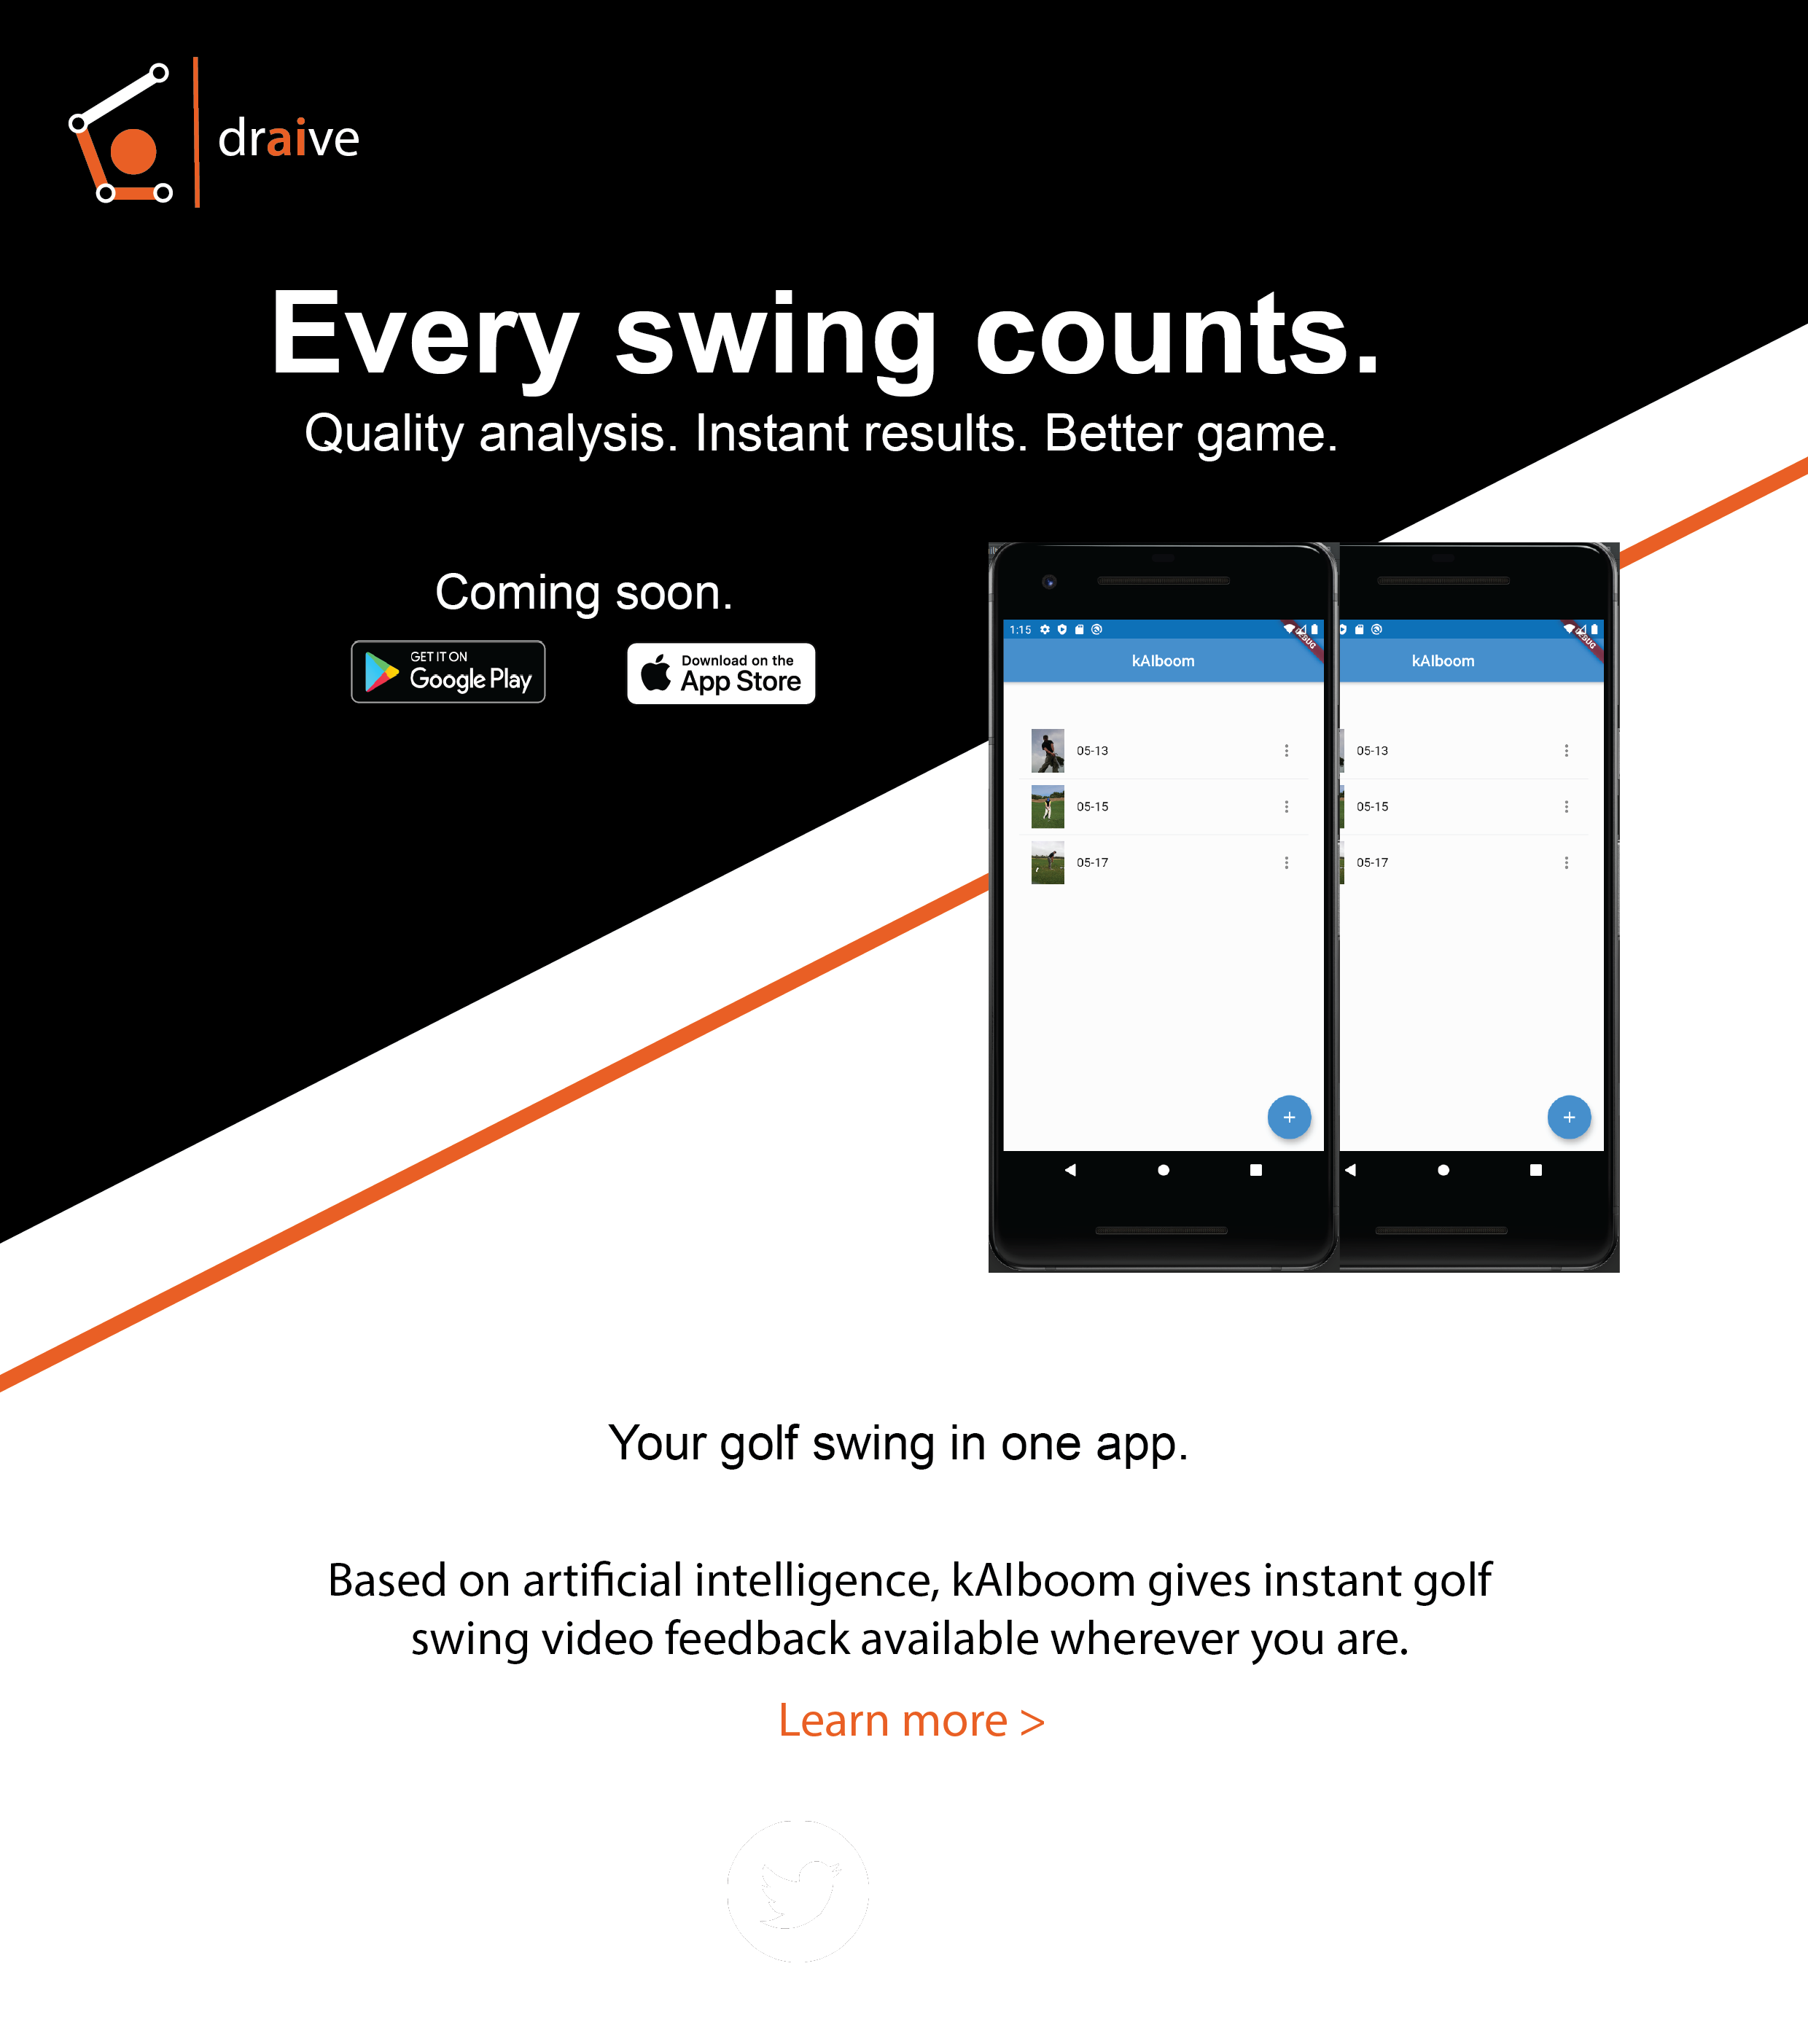 draive
Every swing counts.
Quality analysis. Instant results. Better game.
Coming soon.
GET IT ON
Google Play
Download on the
App Store
1:15
DEBUG
kAIboom
05-13
05-15
05-17
+
DEBUG
kAIboom
05-13
05-15
05-17
+
Your golf swing in one app.
Based on artificial intelligence, kAIboom gives instant golf
swing video feedback available wherever you are.
Learn more >